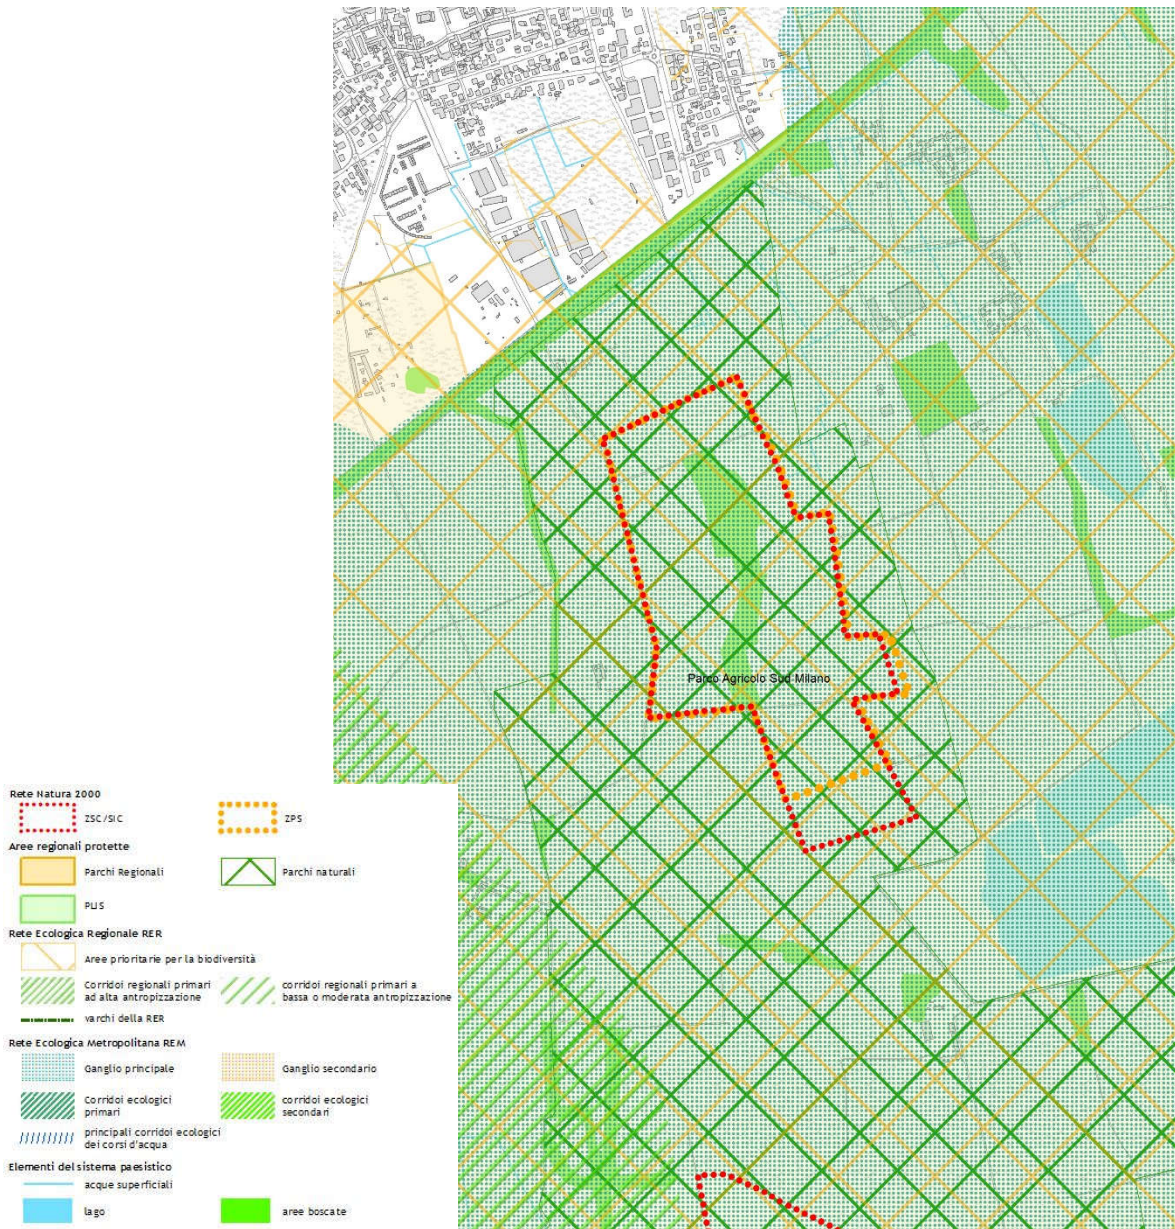 Parco Agricolo Sud Milano
Rete Natura 2000
ZSC/SIC
ZPS
Aree regionali protette
Parchi Regionali
Parchi naturali
PLIS
Rete Ecologica Regionale RER
Aree prioritarie per la biodiversità
Corridoi regionali primari
ad alta antropizzazione
corridoi regionali primari a
bassa o moderata antropizzazione
varchi della RER
Rete Ecologica Metropolitana REM
Ganglio principale
Ganglio secondario
Corridoi ecologici
primari
corridoi ecologici
secondari
principali corridoi ecologici
dei corsi d'acqua
Elementi del sistema paesistico
acque superficiali
lago
aree boscate